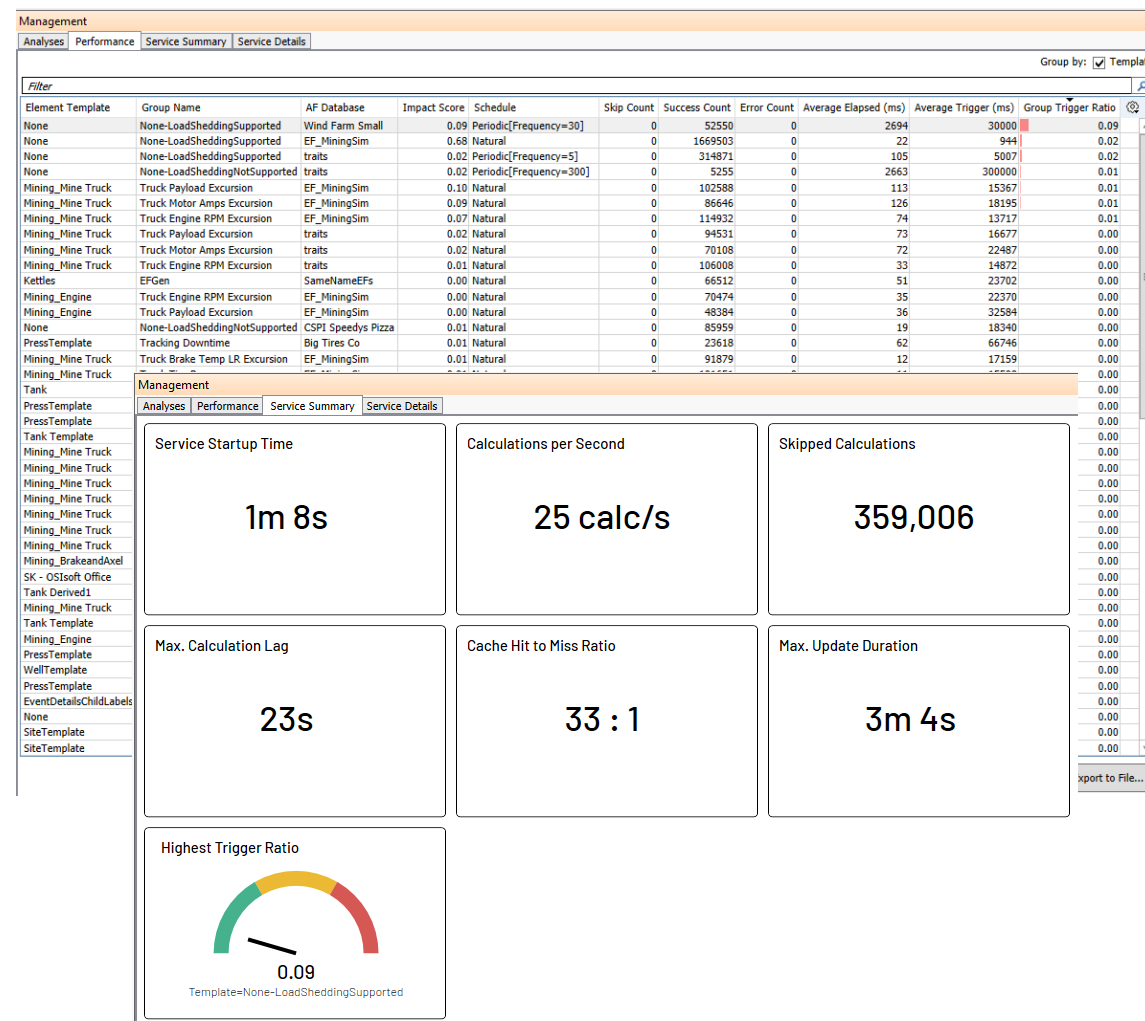 Management
Analyses Performance Service Summary Service Details
Group by: Templat
Filter
Element Template Group Name AF Database Impact Score Schedule Skip Count Success Count Error Count Average Elapsed (ms) Average Trigger (ms) Group Trigger Ratio
None None-LoadSheddingSupported Wind Farm Small 0.09 Periodic[Frequency=30] 0 52550 0 2694 30000 0.09
None None-LoadSheddingSupported EF_MiningSim 0.68 Natural 0 1669503 0 22 944 0.02
None None-LoadSheddingSupported traits 0.02 Periodic[Frequency=5] 0 314871 0 105 5007 0.02
None None-LoadSheddingNotSupported traits 0.02 Periodic[Frequency=300] 0 5255 0 2663 300000 0.01
Mining_Mine Truck Truck Payload Excursion EF_MiningSim 0.10 Natural 0 102588 0 113 15367 0.01
Mining_Mine Truck Truck Motor Amps Excursion EF_MiningSim 0.09 Natural 0 86646 0 126 18195 0.01
Mining_Mine Truck Truck Engine RPM Excursion EF_MiningSim 0.07 Natural 0 114932 0 74 13717 0.01
Mining_Mine Truck Truck Payload Excursion traits 0.02 Natural 0 94531 0 73 16677 0.00
Mining_Mine Truck Truck Motor Amps Excursion traits 0.02 Natural 0 70108 0 72 22487 0.00
Mining_Mine Truck Truck Engine RPM Excursion traits 0.01 Natural 0 106008 0 33 14872 0.00
Kettles EFGen SameNameEFs 0.00 Natural 0 66512 0 51 23702 0.00
Mining_Engine Truck Engine RPM Excursion EF_MiningSim 0.00 Natural 0 70474 0 35 22370 0.00
Mining_Engine Truck Payload Excursion EF_MiningSim 0.00 Natural 0 48384 0 36 32584 0.00
None None-LoadSheddingNotSupported CSPI Speedys Pizza 0.01 Natural 0 85959 0 19 18340 0.00
PressTemplate Tracking Downtime Big Tires Co 0.01 Natural 0 23618 0 62 66746 0.00
Mining_Mine Truck Truck Brake Temp LR Excursion EF_MiningSim 0.01 Natural 0 91879 0 12 17159 0.00
Mining_Mine Truck 0.00
Tank 0.00
PressTemplate 0.00
PressTemplate 0.00
Tank Template 0.00
Mining_Mine Truck 0.00
Mining_Mine Truck 0.00
Mining_Mine Truck 0.00
Mining_Mine Truck 0.00
Mining_Mine Truck 0.00
Mining_Mine Truck 0.00
Mining_Mine Truck 0.00
Mining_BrakeandAxel 0.00
SK - OSIsoft Office 0.00
Tank Derived1 0.00
Mining_Mine Truck 0.00
Tank Template 0.00
Mining_Engine 0.00
PressTemplate 0.00
WellTemplate 0.00
PressTemplate 0.00
EventDetailsChildLabels 0.00
None 0.00
SiteTemplate 0.00
SiteTemplate 0.00
xport to File...
Management
Analyses Performance Service Summary Service Details
Service Startup Time
1m 8s
Calculations per Second
25 calc/s
Skipped Calculations
359,006
Max. Calculation Lag
23s
Cache Hit to Miss Ratio
33 : 1
Max. Update Duration
3m 4s
Highest Trigger Ratio
0.09
Template=None-LoadSheddingSupported